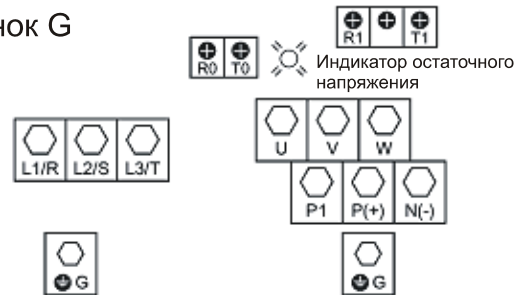 нок G
R0 T0
R1 T1
Индикатор остаточного
напряжения
L1/R L2/S L3/T
U V W
P1 P(+) N(-)
G
G